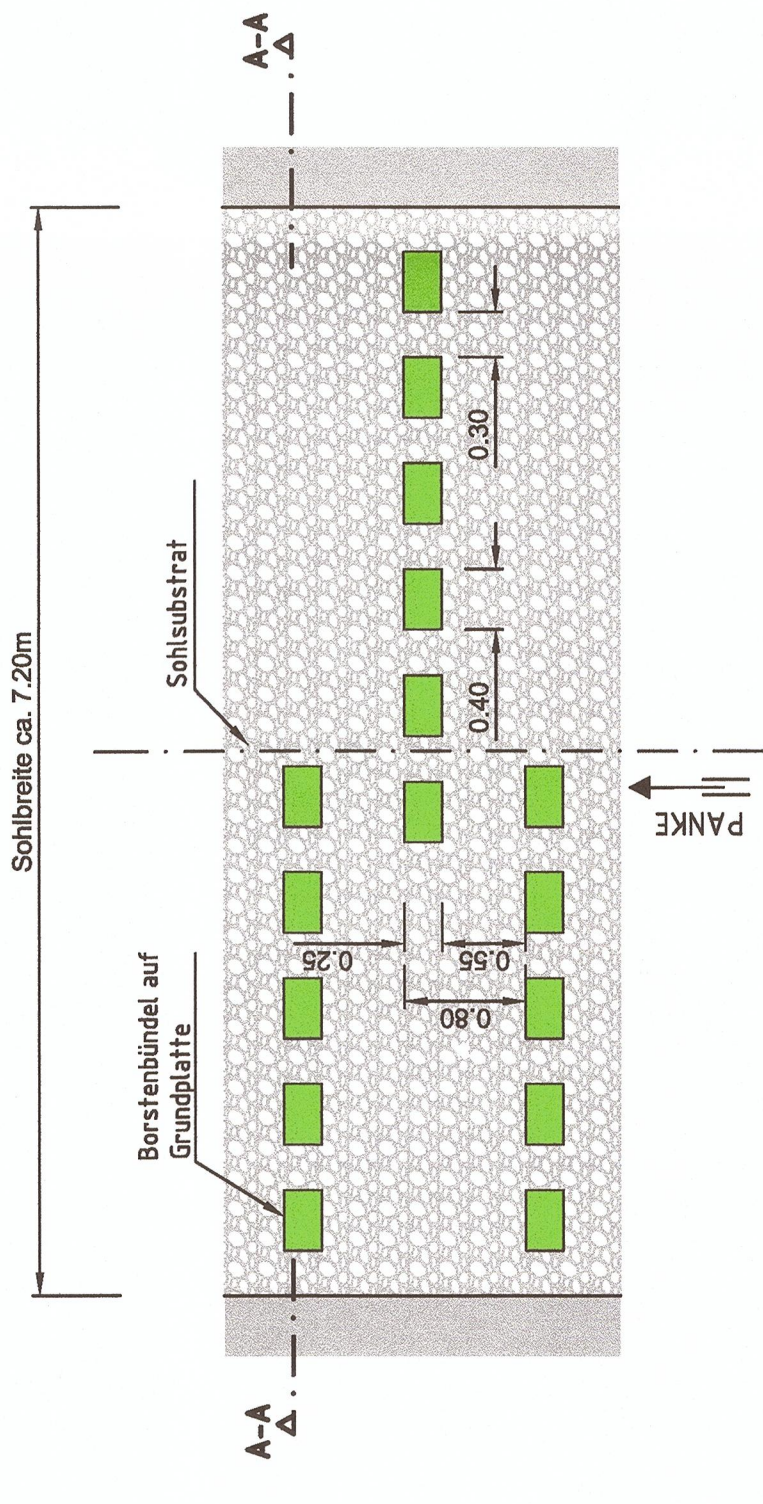 Sohlbreite ca. 7.20m
A-A
A-A
Borstenbündel auf
Grundplatte
Sohlsubstrat
0.25
0.55
0.80
0.40
0.30
PANKE